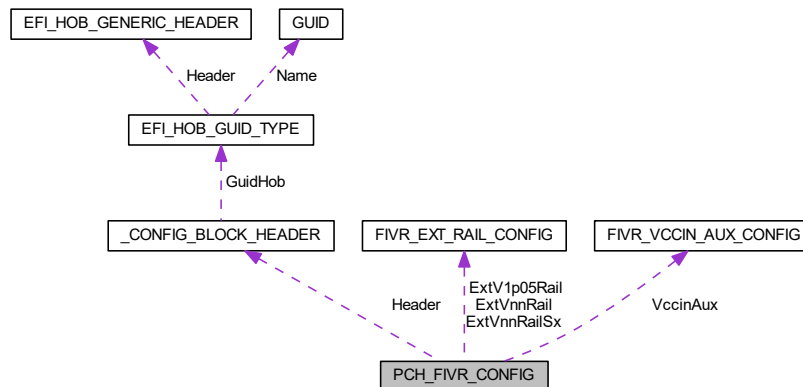 EFI_HOB_GENERIC_HEADER
GUID
Header
Name
EFI_HOB_GUID_TYPE
GuidHob
_CONFIG_BLOCK_HEADER
FIVR_EXT_RAIL_CONFIG
FIVR_VCCIN_AUX_CONFIG
Header
ExtV1p05Rail
ExtVnnRail
ExtVnnRailSx
VccinAux
PCH_FIVR_CONFIG